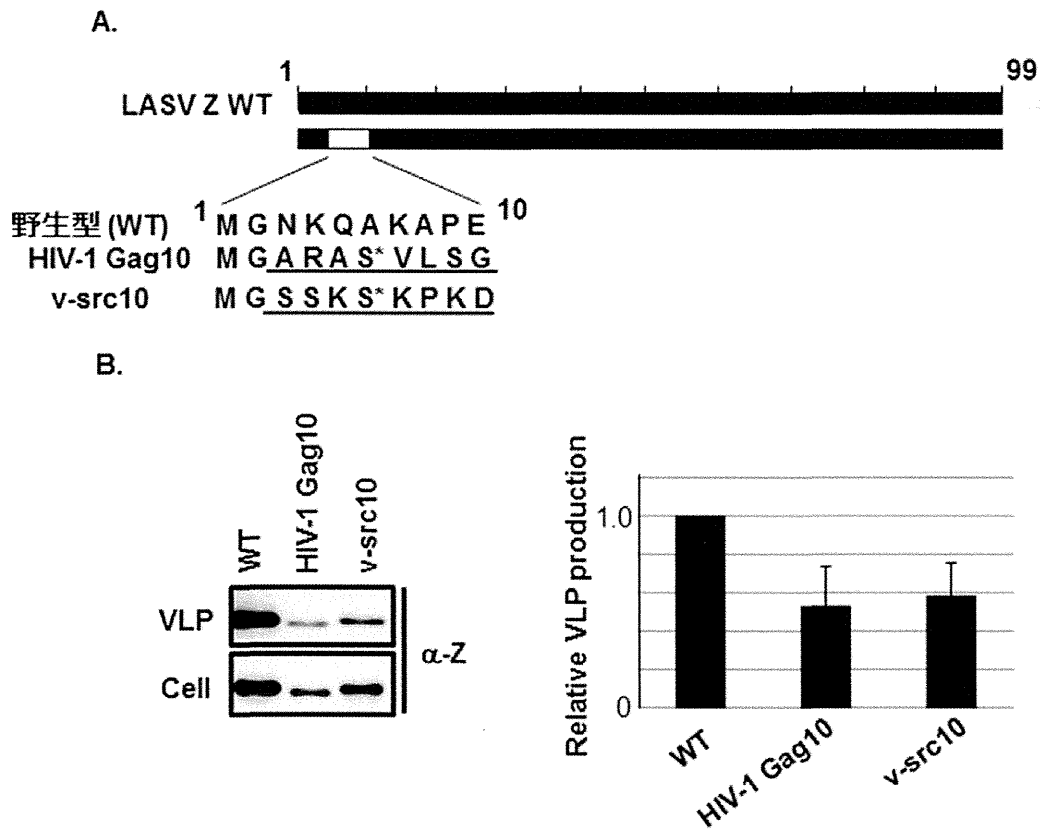 A.
1 99
LASV Z WT
野生型 (WT) 1 M G N K Q A K A P E 10
HIV-1 Gag10 M G A R A S* V L S G
v-src10 M G S S K S* K P K D
B.
WT
HIV-1 Gag10
v-src10
VLP
Cell
α-Z
Relative VLP production
1.0
0
WT
HIV-1 Gag10
v-src10